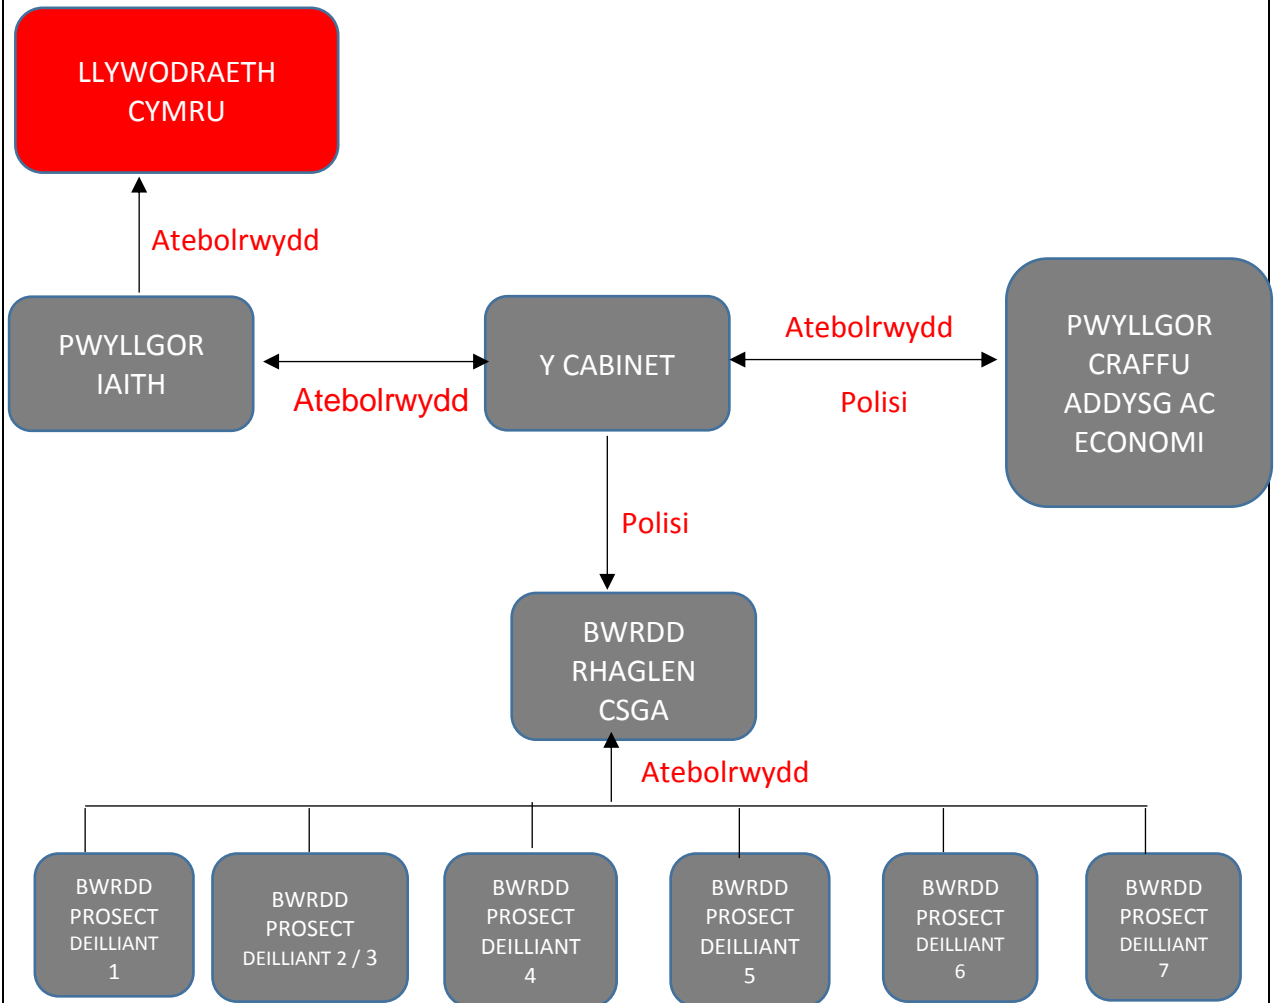 LLYWODRAETH
CYMRU
Atebolrwydd
PWYLLGOR
IAITH
Atebolrwydd
Y CABINET
Atebolrwydd
Polisi
PWYLLGOR
CRAFFU
ADDYSG AC
ECONOMI
Polisi
BWRDD
RHAGLEN
CSGA
Atebolrwydd
BWRDD
PROSECT
DEILLIANT
1
BWRDD
PROSECT
DEILLIANT 2 / 3
BWRDD
PROSECT
DEILLIANT
4
BWRDD
PROSECT
DEILLIANT
5
BWRDD
PROSECT
DEILLIANT
6
BWRDD
PROSECT
DEILLIANT
7